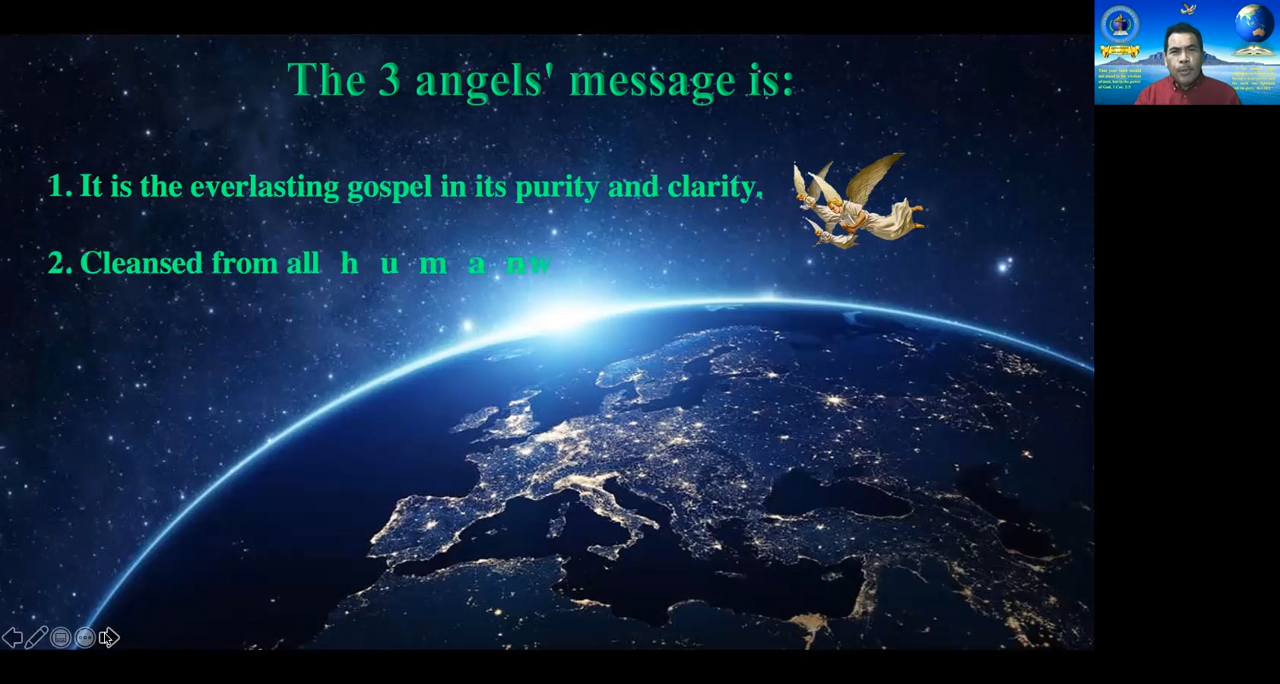 The 3 angels' message is:
1. It is the everlasting gospel in its purity and clarity.
2. Cleansed from all h u m a n w